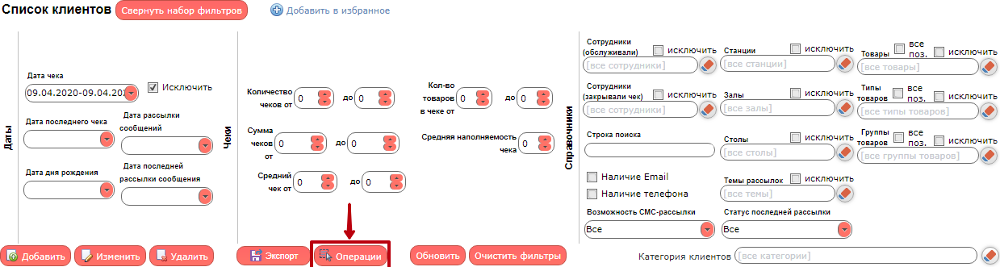 Список клиентов Свернуть набор фильтров Добавить в избранное
Даты
Дата чека
09.04.2020-09.04.202 Исключить
Дата последнего чека
Дата рассылки
сообщений
Дата дня рождения
Дата последней
рассылки сообщения
Чеки
Количество
чеков от 0 до 0
Кол-во
товаров
в чеке от 0 до 0
Сумма
чеков
от 0 до 0
Средняя наполняемость
чека 0
Средний
чек от 0 до 0
Справочники
Сотрудники
(обслуживали) исключить
[все сотрудники]
Станции исключить
[все станции]
Товары все
поз. исключить
[все товары]
Сотрудники
(закрывали чек) исключить
[все сотрудники]
Залы исключить
[все залы]
Типы
товаров все
поз. исключить
[все типы товаров]
Строка поиска
Столы исключить
[все столы]
Группы
товаров все
поз. исключить
[все группы товаров]
Наличие Email
Наличие телефона
Темы рассылок исключить
[все темы]
Возможность СМС-рассылки
Все
Статус последней рассылки
Все
Добавить Изменить Удалить Экспорт Операции Обновить Очистить фильтры Категория клиентов [все категории]